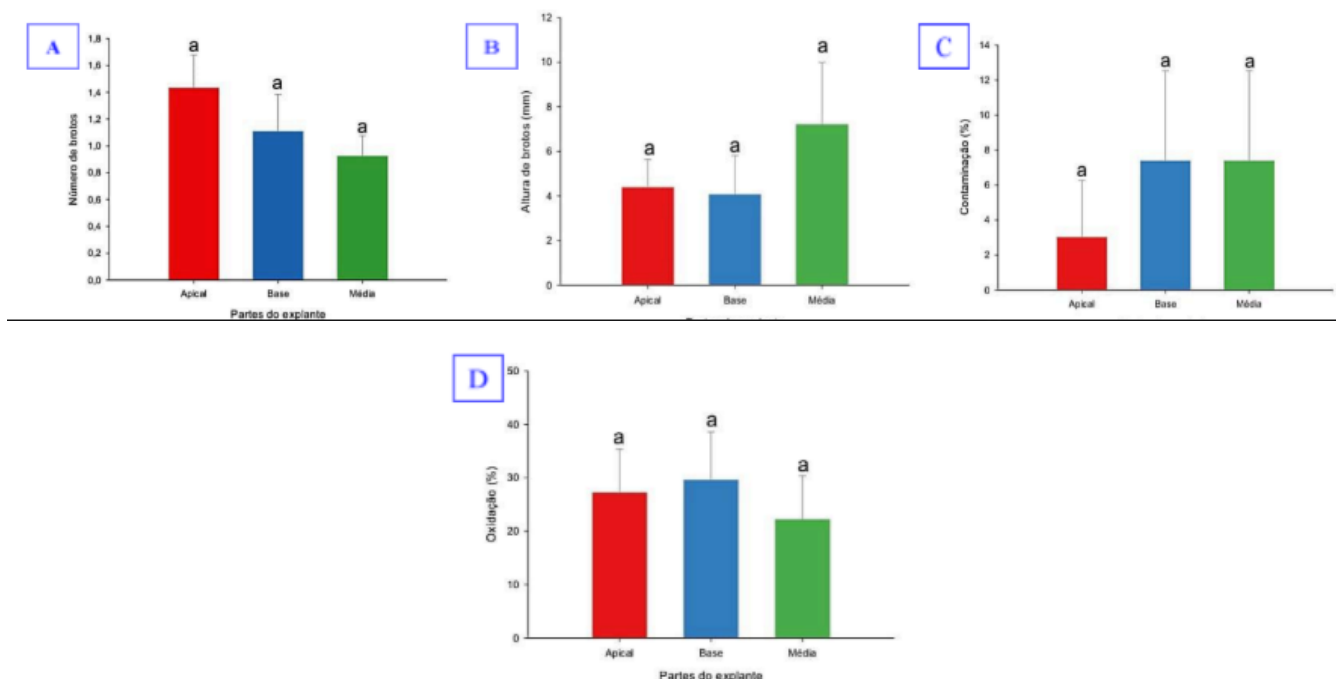 A
Número de brotos
1,8
1,6
1,4
1,2
1,0
0,8
0,6
0,4
0,2
0,0
a
a
a
Apical Base Média
Partes do explante
B
Altura de brotos (mm)
12
10
8
6
4
2
0
a
a
a
Apical Base Média
C
Contaminação (%)
14
12
10
8
6
4
2
0
a
a
a
Apical Base Média
D
Oxidação (%)
50
40
30
20
10
0
a
a
a
Apical Base Média
Partes do explante